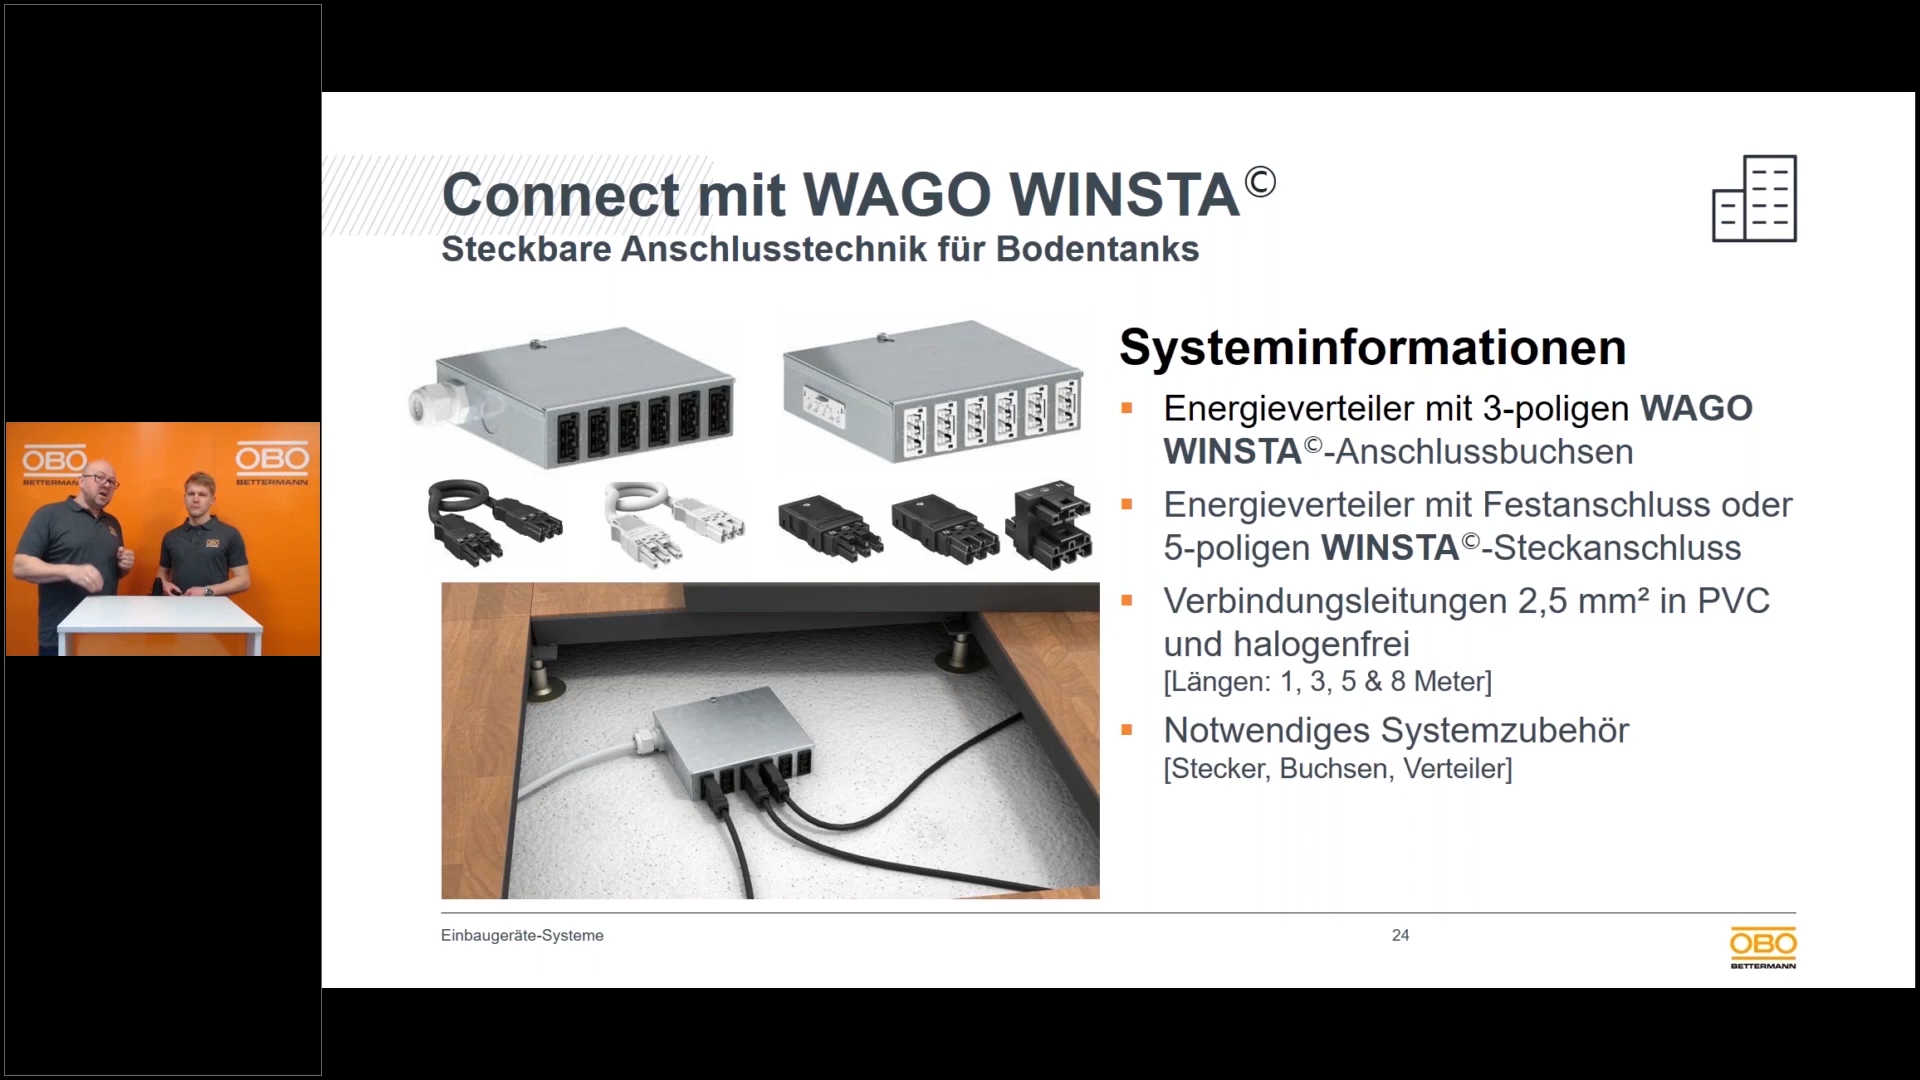 Connect mit WAGO WINSTA©
Steckbare Anschlusstechnik für Bodentanks
Systeminformationen
Energieverteiler mit 3-poligen WAGO
WINSTA©-Anschlussbuchsen
Energieverteiler mit Festanschluss oder
5-poligen WINSTA©-Steckanschluss
Verbindungsleitungen 2,5 mm² in PVC
und halogenfrei
[Längen: 1, 3, 5 & 8 Meter]
Notwendiges Systemzubehör
[Stecker, Buchsen, Verteiler]
OBO
BETTERMANN
OBO
BETTERMANN
OBO
Einbaugeräte-Systeme
24
OBO
BETTERMANN